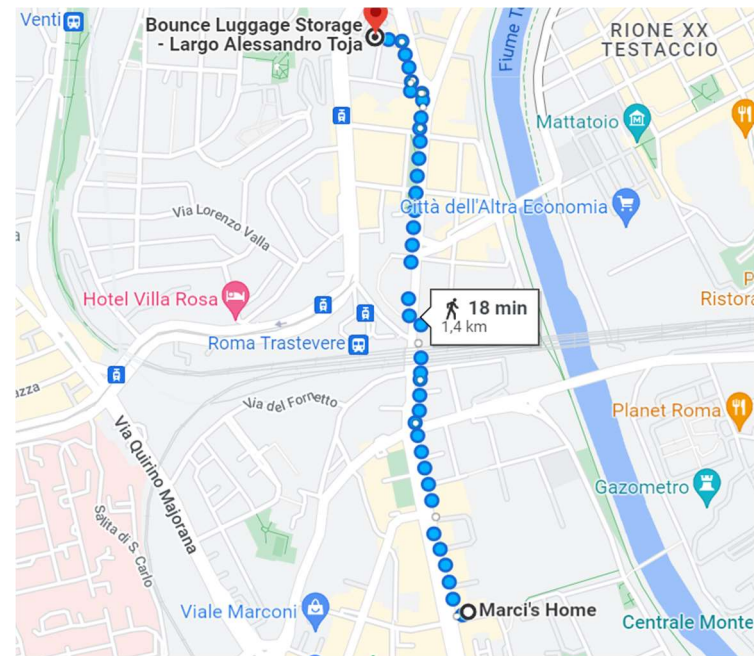 Venti
Bounce Luggage Storage
- Largo Alessandro Toja
Fiume Te
RIONE XX
TESTACCIO
Mattatoio
Via Lorenzo Valla
Città dell'Altra Economia
a
Hotel Villa Rosa
18 min
1,4 km
P
Ristora
Roma Trastevere
azza
Via del Fornetto
Planet Roma
Via Quirino Majorana
Gazometro
Salita di S. Carlo
Marci's Home
Viale Marconi
Centrale Monte